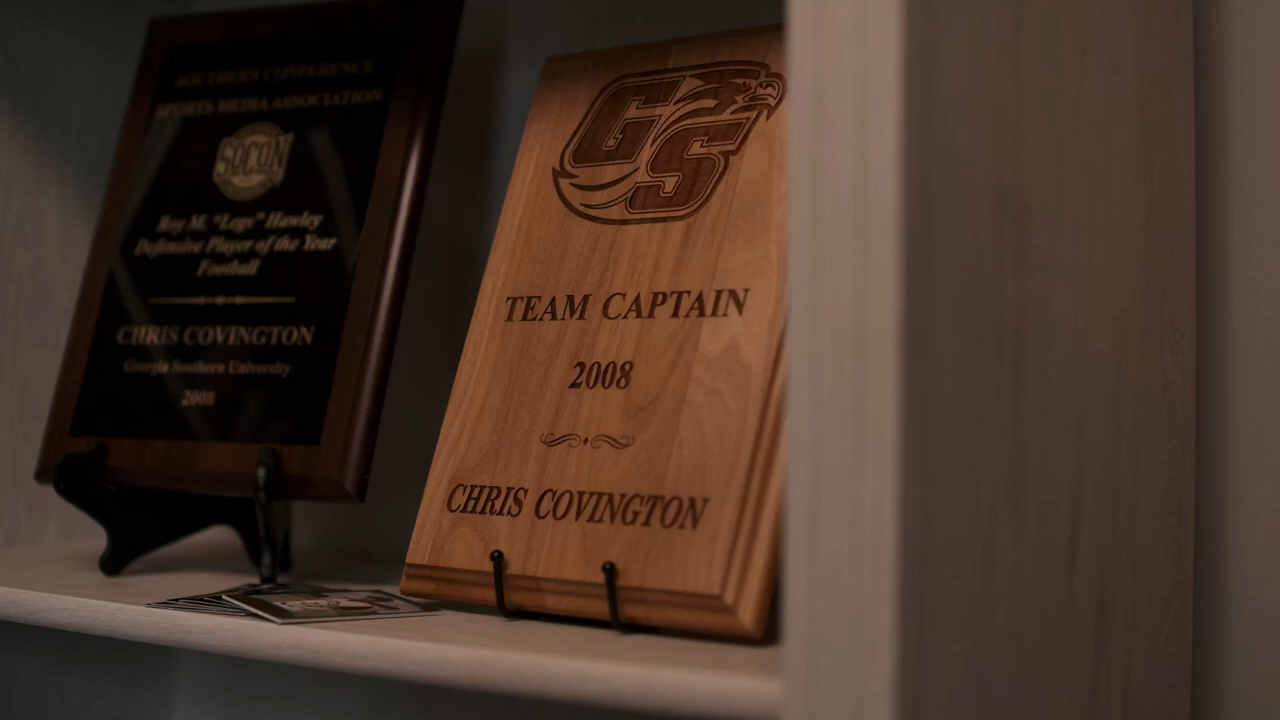 SOUTHERN CONFERENCE
SPORTS MEDIA ASSOCIATION
SOCON
Roy M. "Legs" Hawley
Defensive Player of the Year
Football
CHRIS COVINGTON
Georgia Southern University
2008
GS
TEAM CAPTAIN
2008
CHRIS COVINGTON